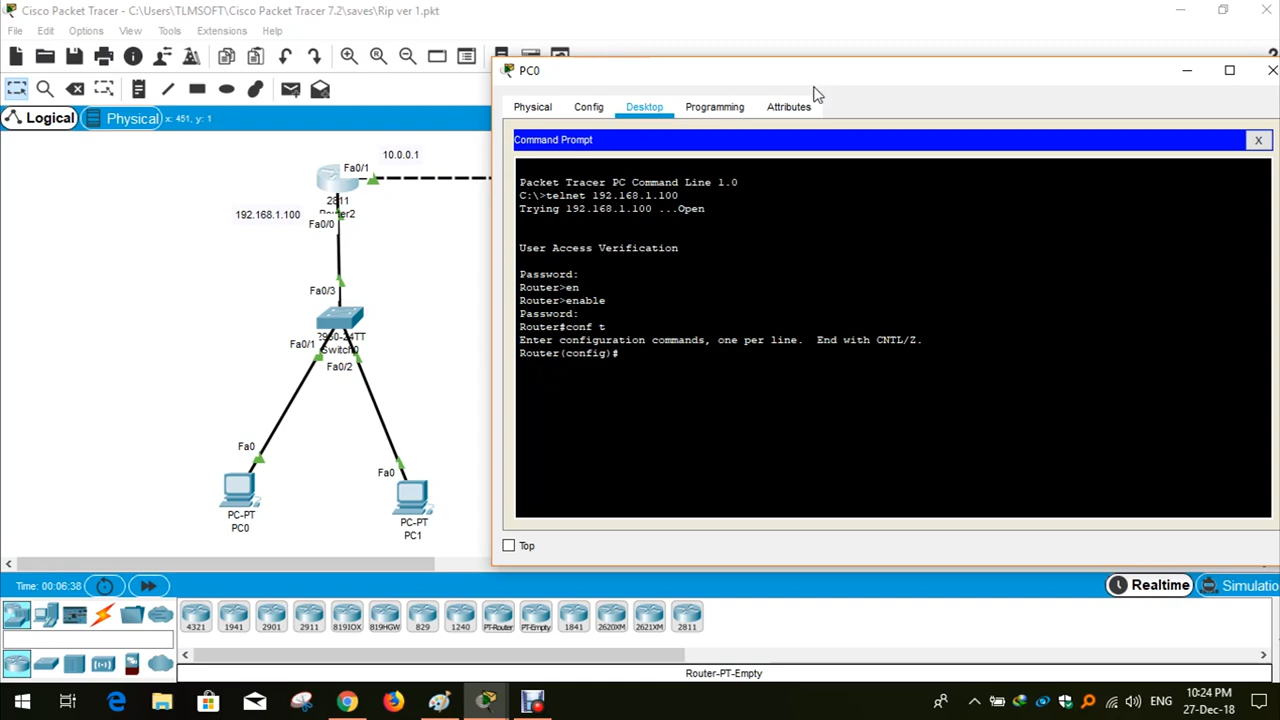 Cisco Packet Tracer - C:\Users\TLMSOFT\Cisco Packet Tracer 7.2\saves\Rip ver 1.pkt
File Edit Options View Tools Extensions Help
PC0
Logical Physical x: 451, y: 1
Physical Config Desktop Programming Attributes
Command Prompt X
Packet Tracer PC Command Line 1.0
C:\>telnet 192.168.1.100
Trying 192.168.1.100 ...Open
User Access Verification
Password:
Router>en
Router>enable
Password:
Router#conf t
Enter configuration commands, one per line.  End with CNTL/Z.
Router(config)#
Top
10.0.0.1
Fa0/1
2811
Router2
192.168.1.100
Fa0/0
Fa0/3
2950-24TT
Switch0
Fa0/1
Fa0/2
Fa0
Fa0
PC-PT
PC0
PC-PT
PC1
Time: 00:06:38 Realtime Simulatio
4321 1941 2901 2911 819IOX 819HGW 829 1240 PT-Router PT-Empty 1841 2620XM 2621XM 2811
Router-PT-Empty
ENG
10:24 PM
27-Dec-18